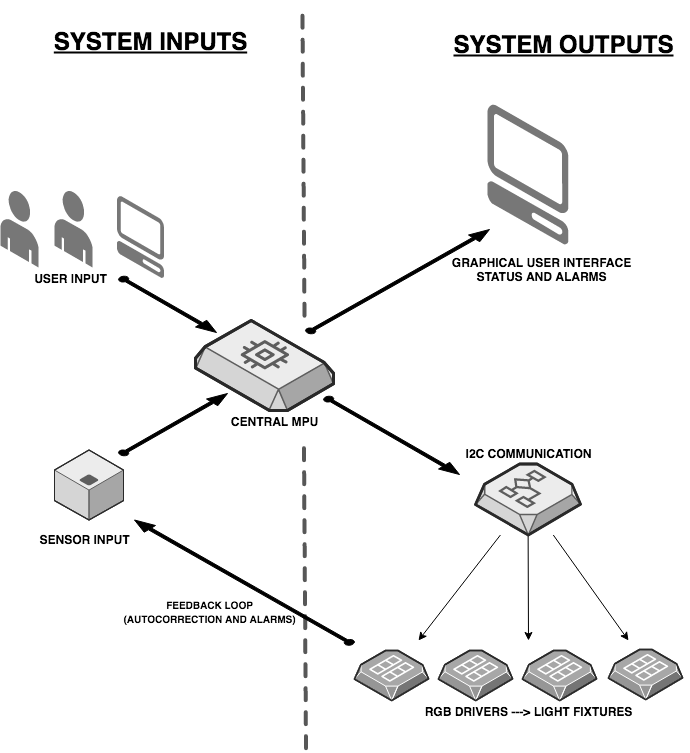 SYSTEM INPUTS
SYSTEM OUTPUTS
USER INPUT
GRAPHICAL USER INTERFACE
STATUS AND ALARMS
CENTRAL MPU
I2C COMMUNICATION
SENSOR INPUT
FEEDBACK LOOP
(AUTOCORRECTION AND ALARMS)
RGB DRIVERS ---> LIGHT FIXTURES